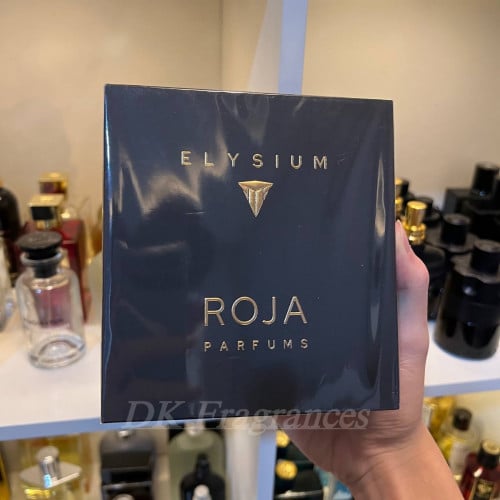 ELYSIUM
ROJA
PARFUMS
DK Fragrances